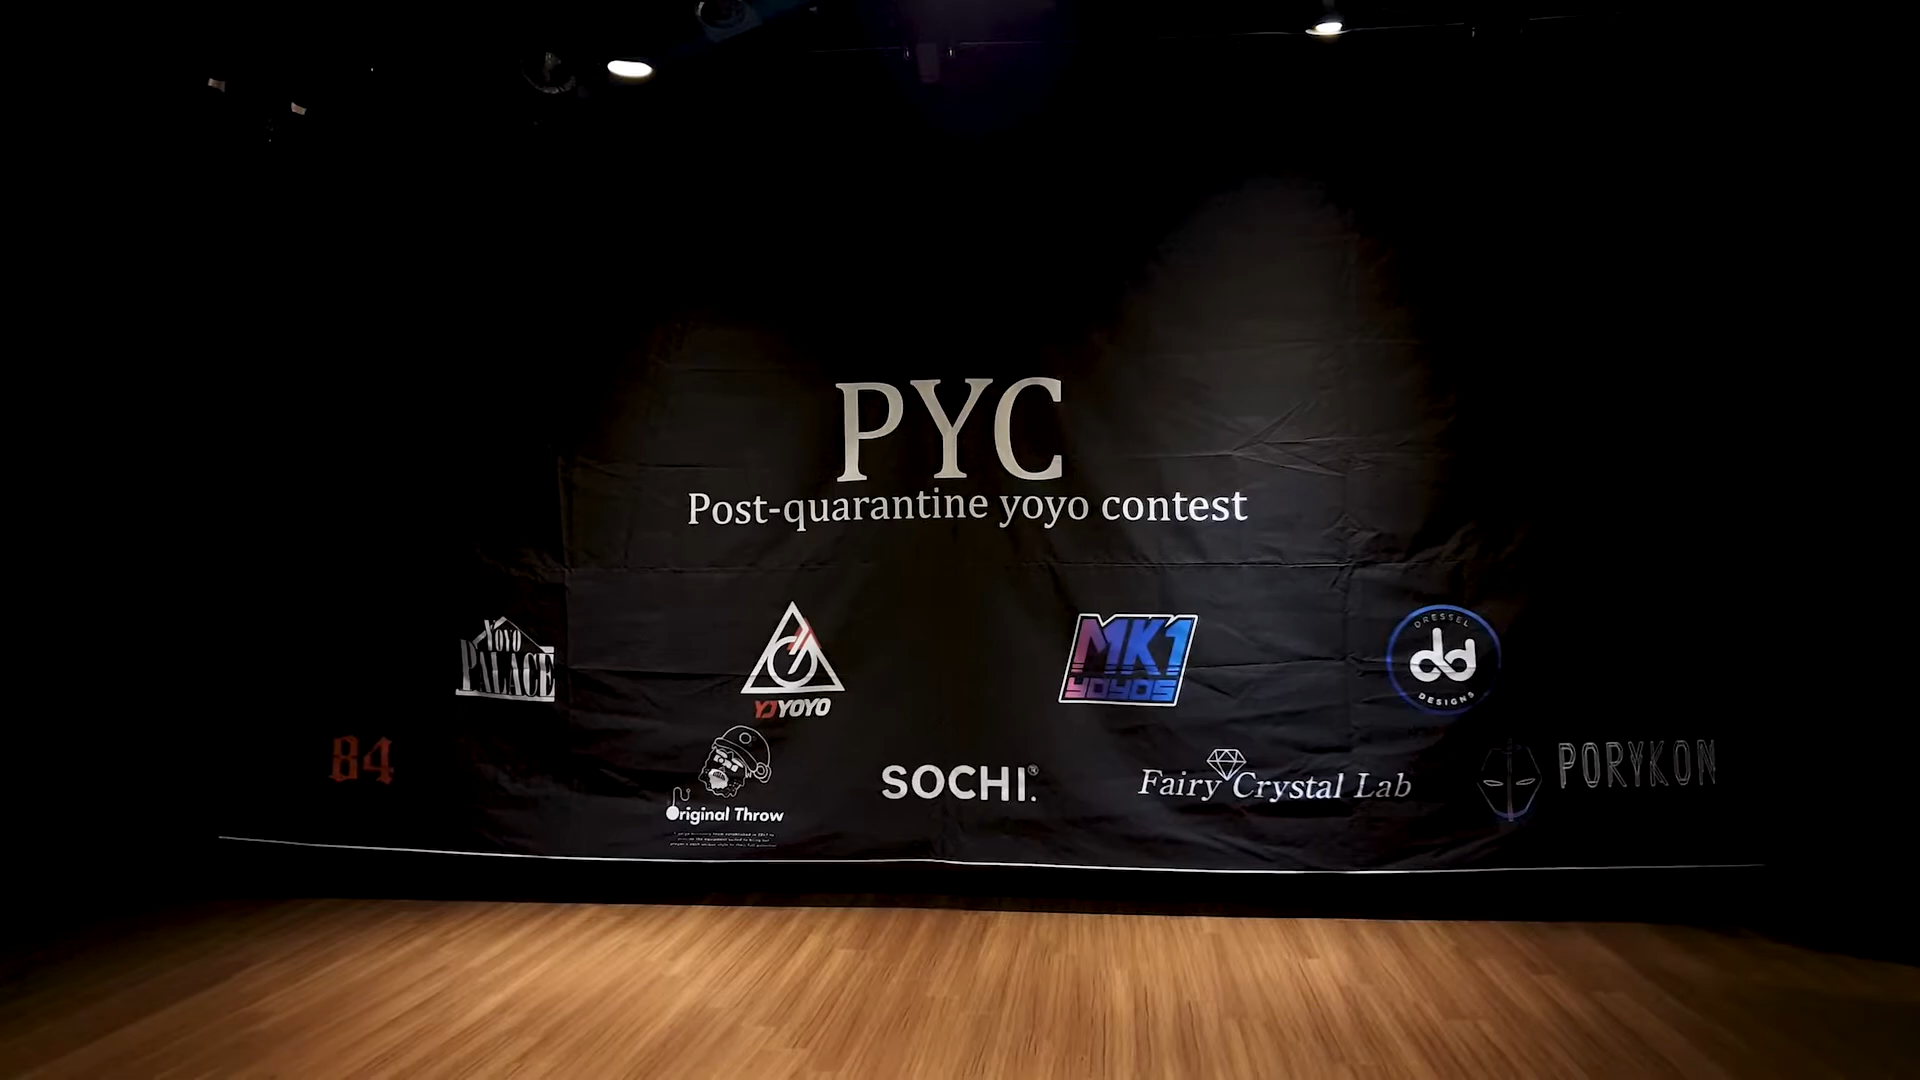 PYC
Post-quarantine yoyo contest
YOYO
PALACE
YJYOYO
MK1
YOYOS
DRESSEL
dd
DESIGNS
84
Original Throw
SOCHI.
Fairy Crystal Lab
PORYKON